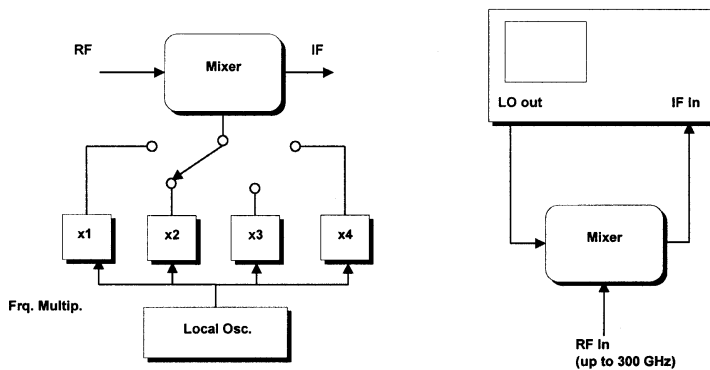 RF
Mixer
IF
x1
x2
x3
x4
Frq. Multip.
Local Osc.
LO out
IF In
Mixer
RF In
(up to 300 GHz)